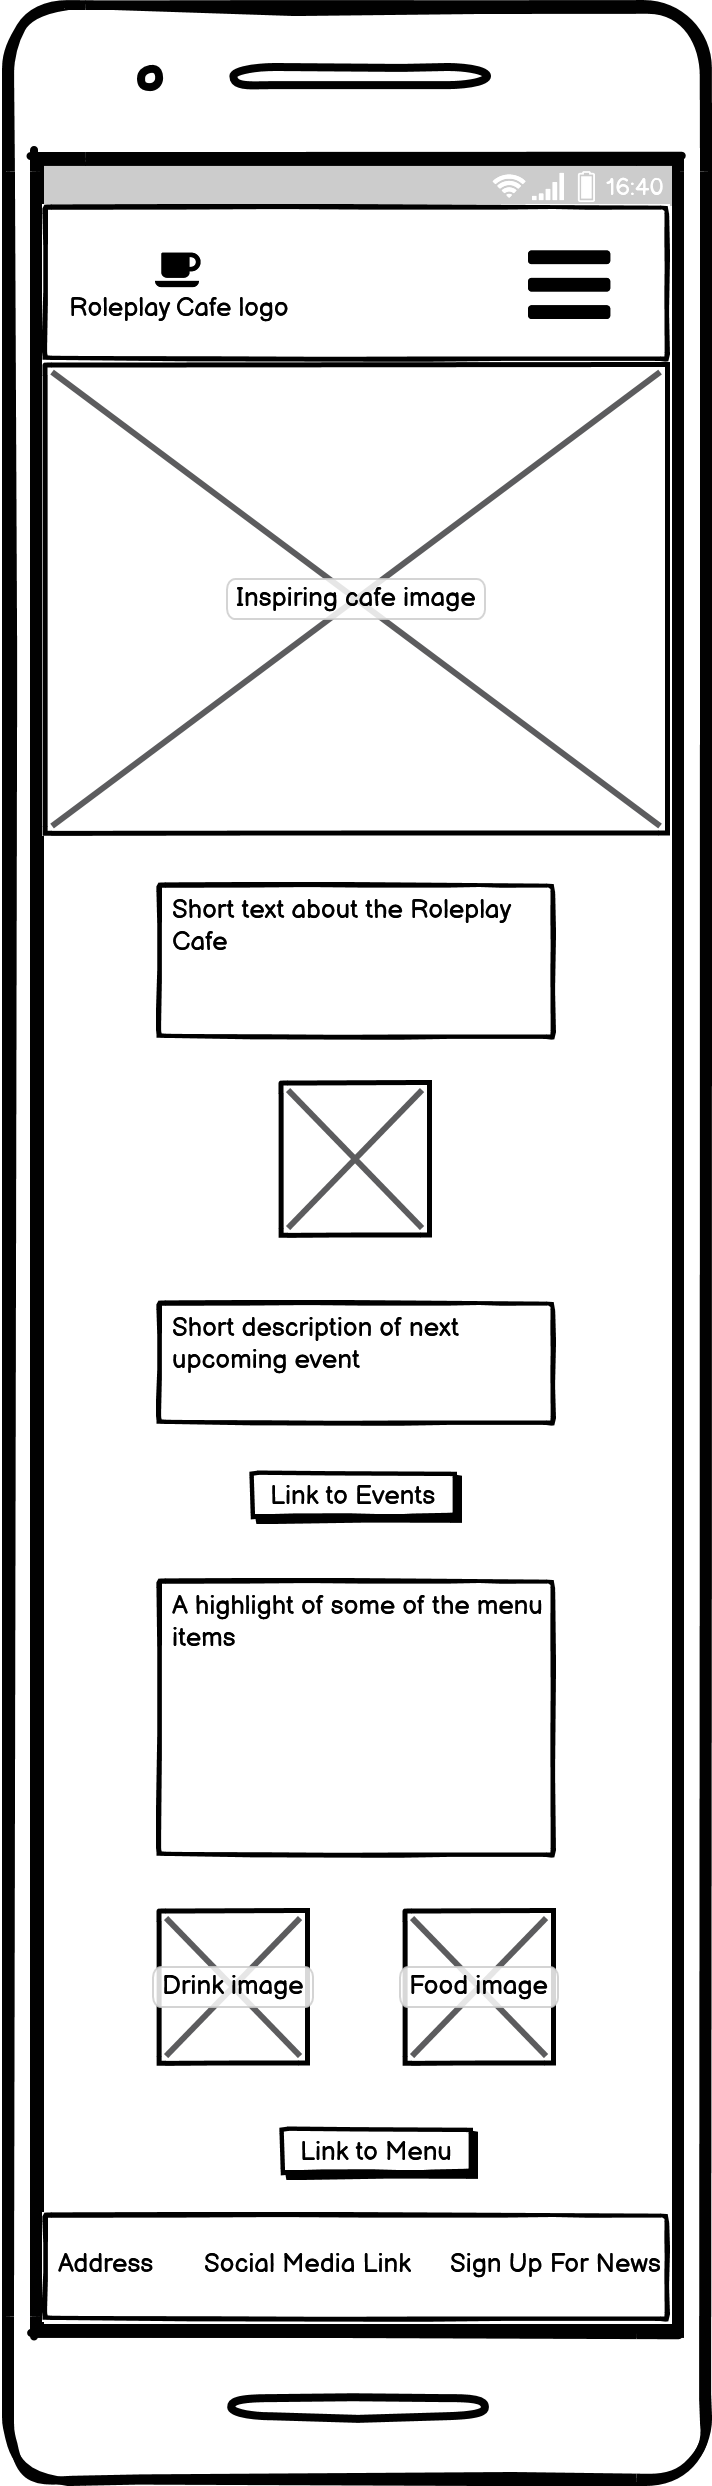 16:40
Roleplay Cafe logo
Inspiring cafe image
Short text about the Roleplay
Cafe
Short description of next
upcoming event
Link to Events
A highlight of some of the menu
items
Drink image
Food image
Link to Menu
Address
Social Media Link
Sign Up For News